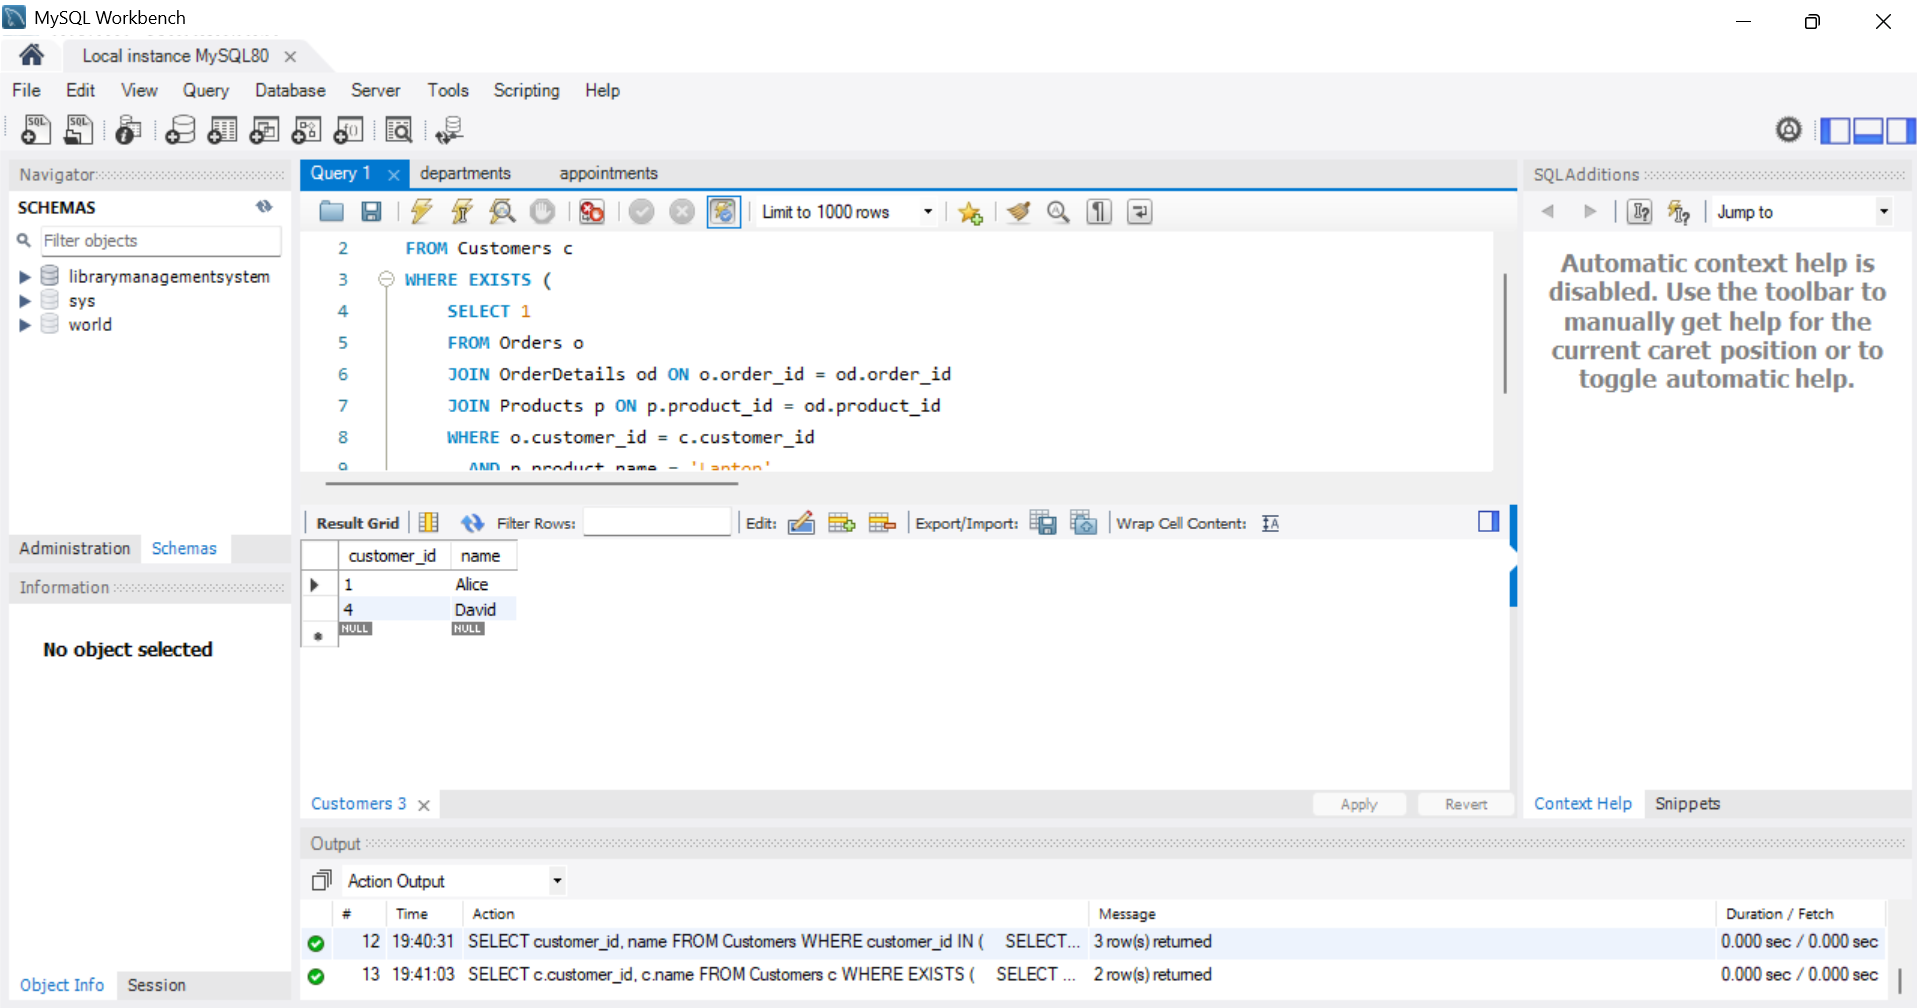 MySQL Workbench
Local instance MySQL80
File Edit View Query Database Server Tools Scripting Help
Navigator
SCHEMAS
Filter objects
librarymanagementsystem
sys
world
Administration Schemas
Information
No object selected
Object Info Session
Query 1 departments appointments
Limit to 1000 rows
2 FROM Customers c
3 WHERE EXISTS (
4 SELECT 1
5 FROM Orders o
6 JOIN OrderDetails od ON o.order_id = od.order_id
7 JOIN Products p ON p.product_id = od.product_id
8 WHERE o.customer_id = c.customer_id
9 AND p.product_name = 'Laptop'
Result Grid Filter Rows: Edit: Export/Import: Wrap Cell Content:
customer_id name
1 Alice
4 David
NULL NULL
Customers 3 Apply Revert
SQLAdditions
Jump to
Automatic context help is
disabled. Use the toolbar to
manually get help for the
current caret position or to
toggle automatic help.
Context Help Snippets
Output
Action Output
# Time Action Message Duration / Fetch
12 19:40:31 SELECT customer_id, name FROM Customers WHERE customer_id IN ( SELECT... 3 row(s) returned 0.000 sec / 0.000 sec
13 19:41:03 SELECT c.customer_id, c.name FROM Customers c WHERE EXISTS ( SELECT ... 2 row(s) returned 0.000 sec / 0.000 sec